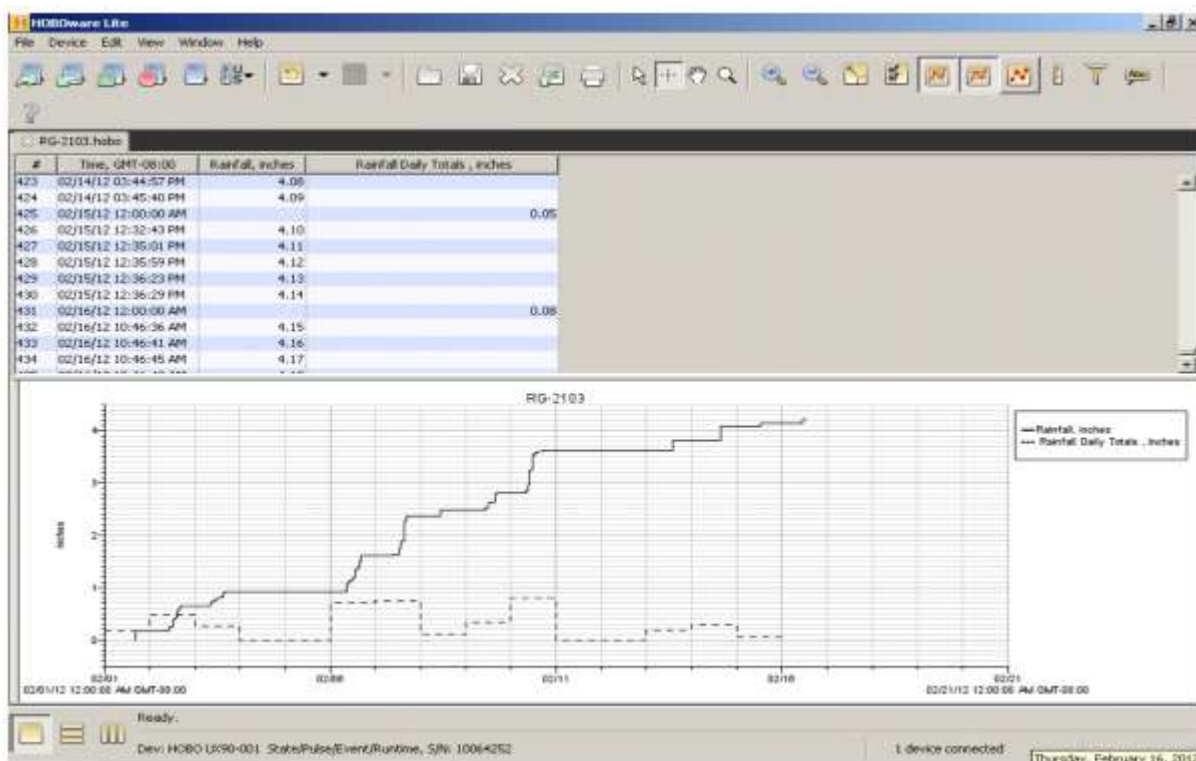 HOBOware Lite
File Device Edit View Window Help
RG-2103.hobo
# Time, GMT-08:00 Rainfall, inches Rainfall Daily Totals , inches
423 02/14/12 03:44:57 PM 4.08
424 02/14/12 03:45:40 PM 4.09
425 02/15/12 12:00:00 AM 0.05
426 02/15/12 12:32:43 PM 4.10
427 02/15/12 12:35:01 PM 4.11
428 02/15/12 12:35:59 PM 4.12
429 02/15/12 12:36:23 PM 4.13
430 02/15/12 12:36:29 PM 4.14
431 02/16/12 12:00:00 AM 0.08
432 02/16/12 10:46:36 AM 4.15
433 02/16/12 10:46:41 AM 4.16
434 02/16/12 10:46:45 AM 4.17
RG-2103
Rainfall, inches
Rainfall Daily Totals , inches
4
3
inches
2
1
0
02/01 02/11 02/21
02/01/12 12:00:00 AM GMT-08:00 02/21/12 12:00:00 AM GMT-08:00
Ready.
Dev: HOBO UX90-001 State/Pulse/Event/Runtime, S/N: 10064252
1 device connected
Thursday, February 16, 2012